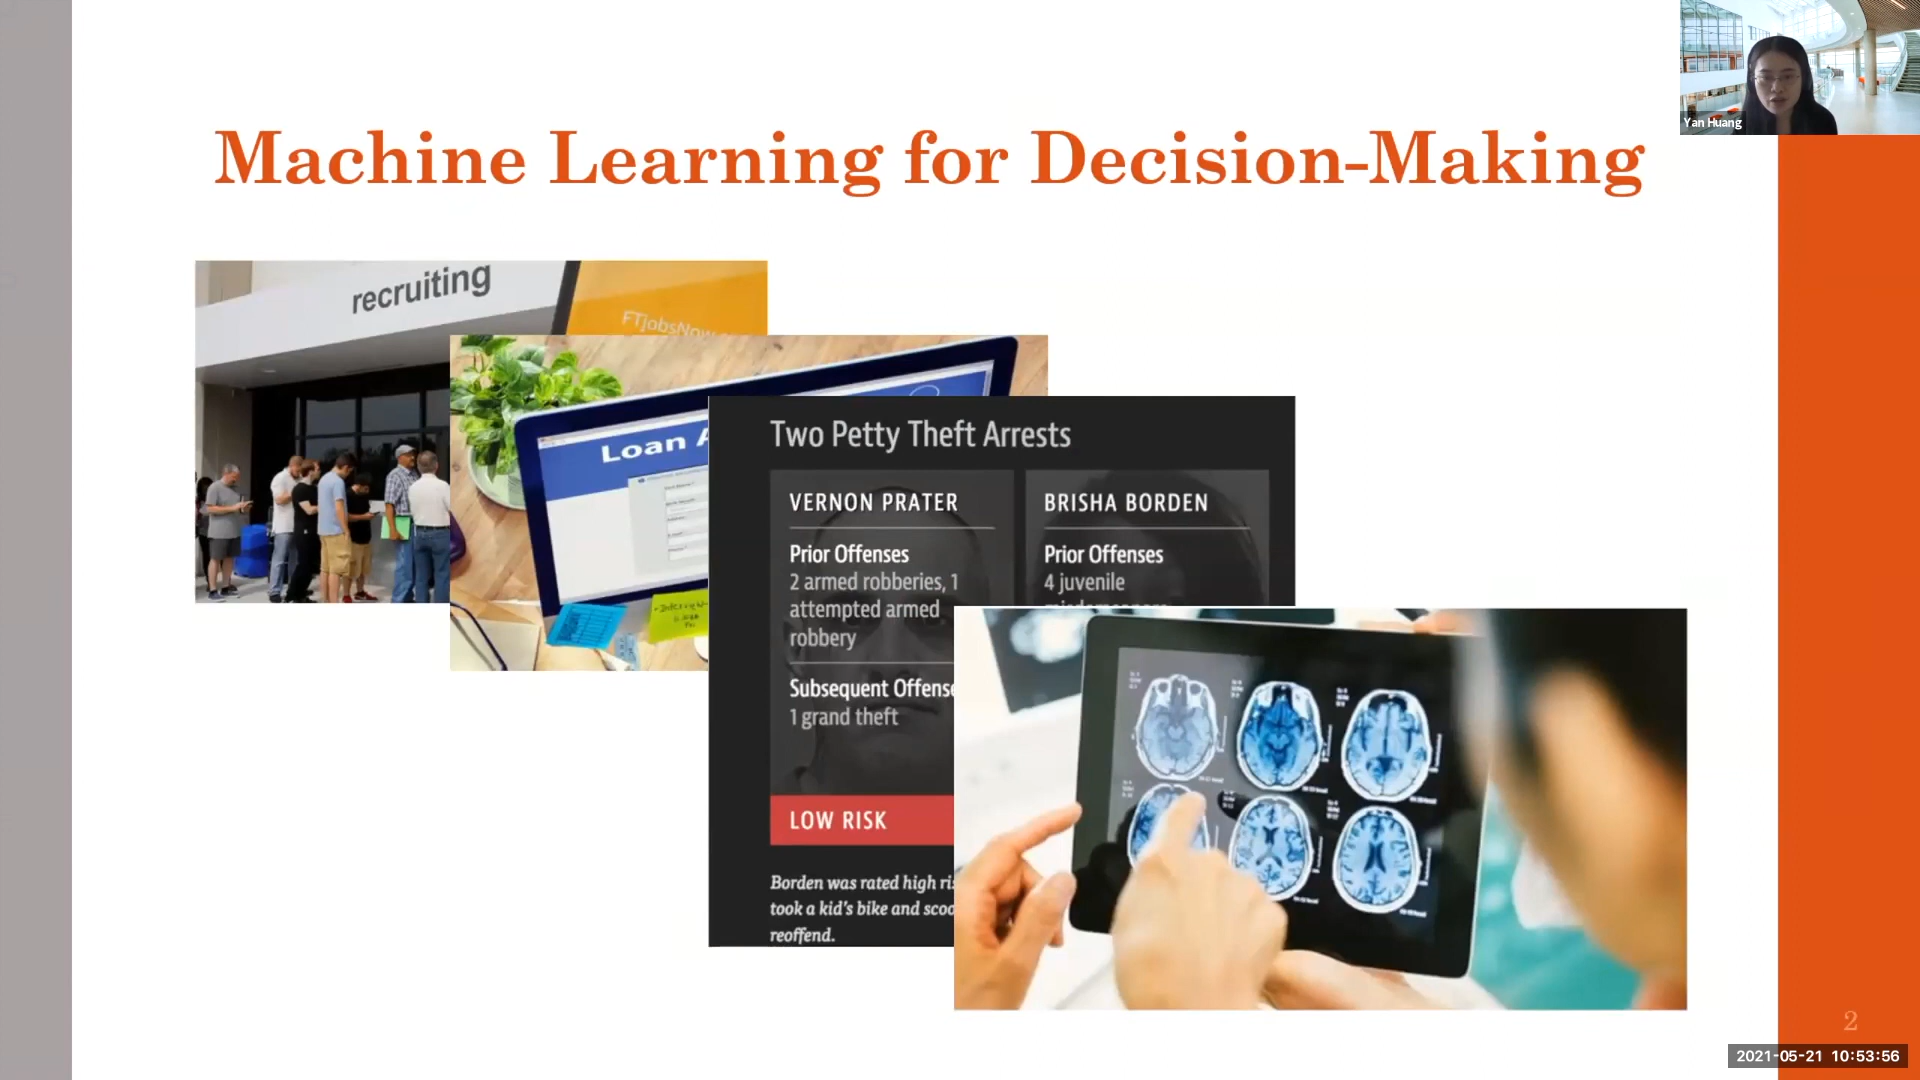 Yan Huang
Machine Learning for Decision-Making
recruiting
FTjobsNow
Loan A
Two Petty Theft Arrests
VERNON PRATER
Prior Offenses
2 armed robberies, 1
attempted armed
robbery
Subsequent Offense
1 grand theft
LOW RISK
BRISHA BORDEN
Prior Offenses
4 juvenile
Borden was rated high ri
took a kid's bike and scoo
reoffend.
2
2021-05-21 10:53:56